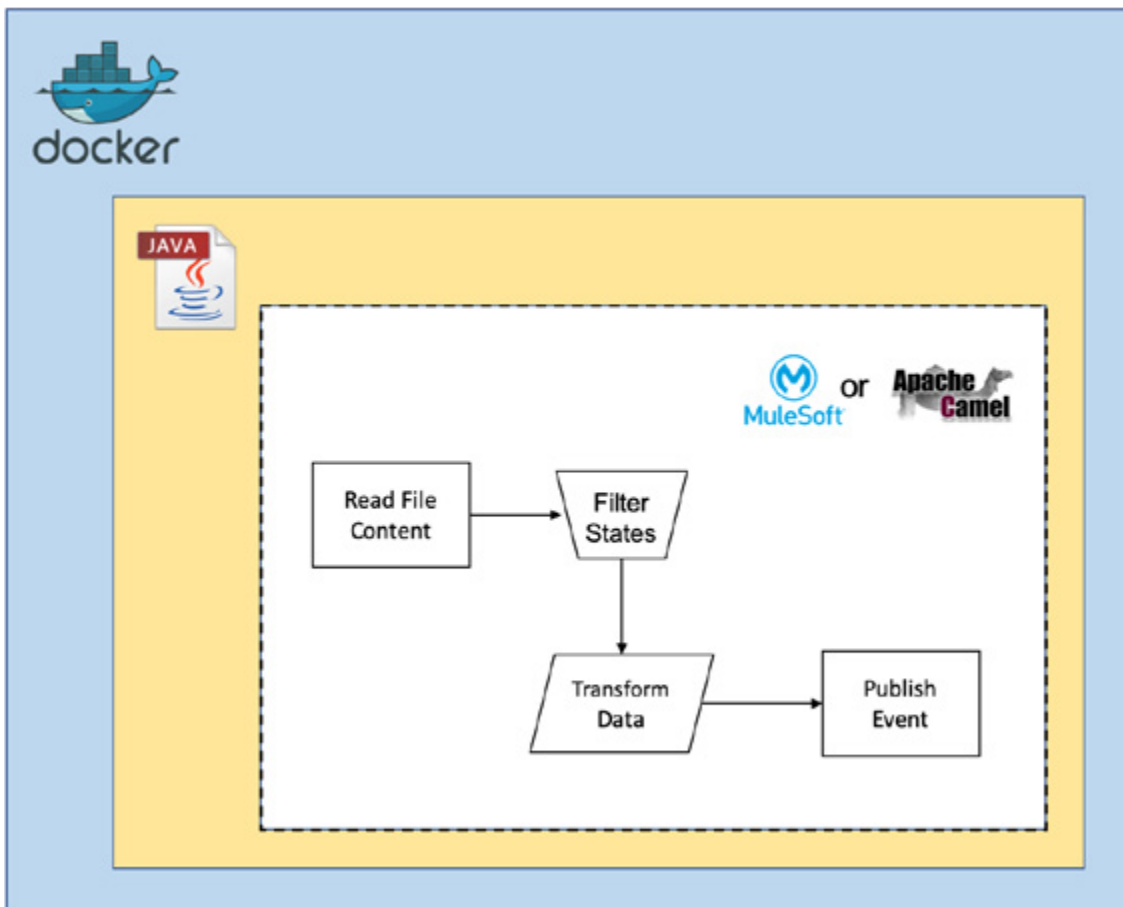 docker
JAVA
MuleSoft
or
Apache
Camel
Read File
Content
Filter
States
Transform
Data
Publish
Event